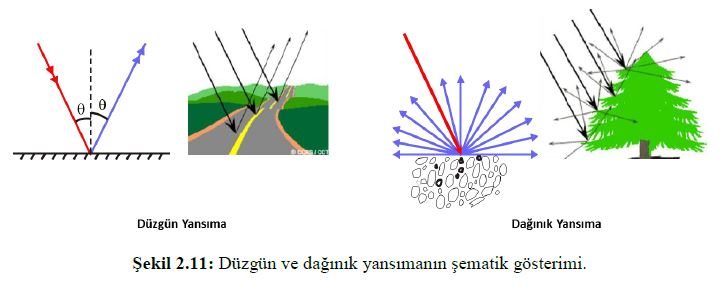 θ θ
Düzgün Yansıma
Dağınık Yansıma
Şekil 2.11: Düzgün ve dağınık yansımanın şematik gösterimi.